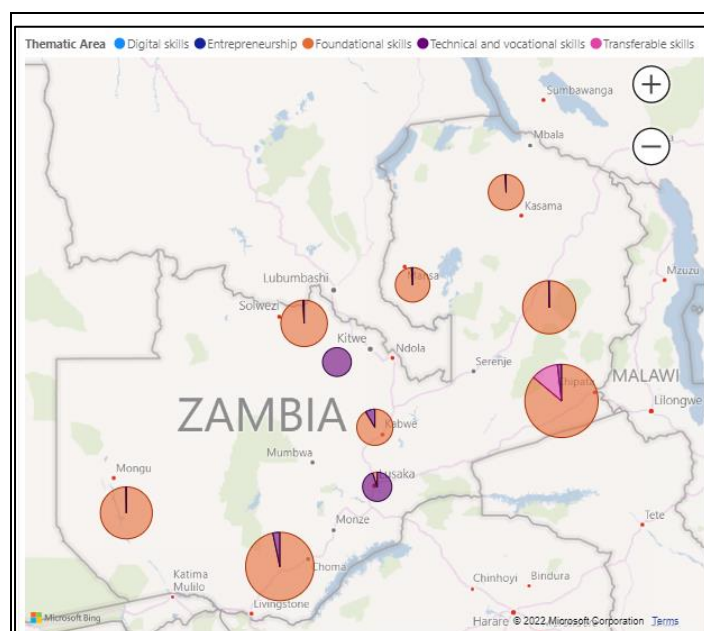 Thematic Area Digital skills Entrepreneurship Foundational skills Technical and vocational skills Transferable skills
Sumbawanga
Mbala
Kasama
Mzuzu
Lubumbashi
Solwezi
Kitwe
Ndola
Serenje
Chipata
MALAWI
Lilongwe
ZAMBIA
Kabwe
Mumbwa
Mongu
Lusaka
Monze
Tete
Choma
Katima
Mulilo
Chinhoyi
Bindura
Livingstone
Harare
Microsoft Bing
© 2022 Microsoft Corporation Terms